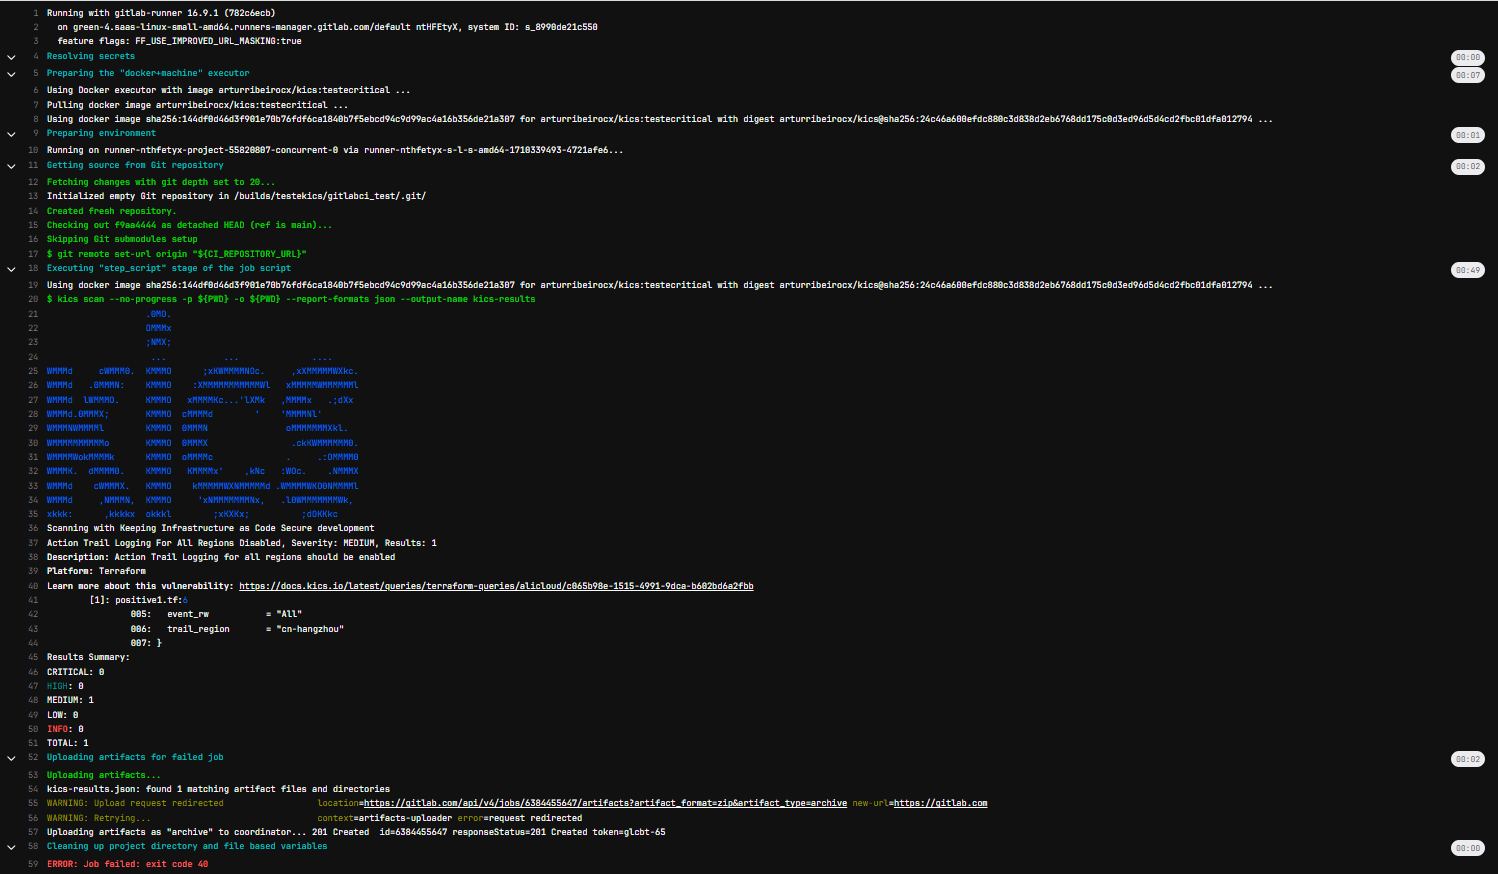 1 Running with gitlab-runner 16.9.1 (782c6ecb)
2 on green-4.saas-linux-small-amd64.runners-manager.gitlab.com/default ntHFEtyX, system ID: s_8990de21c550
3 feature flags: FF_USE_IMPROVED_URL_MASKING:true
4 Resolving secrets 00:00
5 Preparing the "docker+machine" executor 00:07
6 Using Docker executor with image arturribeirocx/kics:testecritical ...
7 Pulling docker image arturribeirocx/kics:testecritical ...
8 Using docker image sha256:144df0d46d3f901e70b76fdf6ca1840b7f5ebcd94c9d99ac4a16b356de21a307 for arturribeirocx/kics:testecritical with digest arturribeirocx/kics@sha256:24c46a600efdc880c3d838d2eb6768dd175c0d3ed96d5d4cd2fbc01dfa012794 ...
9 Preparing environment 00:01
10 Running on runner-nthfetyx-project-55820807-concurrent-0 via runner-nthfetyx-s-l-s-amd64-1710339493-4721afe6...
11 Getting source from Git repository 00:02
12 Fetching changes with git depth set to 20...
13 Initialized empty Git repository in /builds/testekics/gitlabci_test/.git/
14 Created fresh repository.
15 Checking out f9aa4444 as detached HEAD (ref is main)...
16 Skipping Git submodules setup
17 $ git remote set-url origin "${CI_REPOSITORY_URL}"
18 Executing "step_script" stage of the job script 00:49
19 Using docker image sha256:144df0d46d3f901e70b76fdf6ca1840b7f5ebcd94c9d99ac4a16b356de21a307 for arturribeirocx/kics:testecritical with digest arturribeirocx/kics@sha256:24c46a600efdc880c3d838d2eb6768dd175c0d3ed96d5d4cd2fbc01dfa012794 ...
20 $ kics scan --no-progress -p ${PWD} -o ${PWD} --report-formats json --output-name kics-results
21 .0MO.
22 OMMMx
23 ;NMX;
24 ... ... ....
25 WMMMd cWMMM0. KMMMO ;xKWMMMMNOc. ,xXMMMMMWXkc.
26 WMMMd .0MMMN: KMMMO :XMMMMMMMMMMMWl xMMMMMWMMMMMMl
27 WMMMd lWMMMO. KMMMO xMMMMKc...'lXMk ,MMMMx .;dXx
28 WMMMd.0MMMX; KMMMO cMMMMd ' 'MMMMNl'
29 WMMMNWMMMMl KMMMO 0MMMN oMMMMMMMXkl.
30 WMMMMMMMMMMo KMMMO 0MMMX .ckKWMMMMMM0.
31 WMMMMWokMMMMk KMMMO oMMMMc . .:OMMMM0
32 WMMMK. dMMMM0. KMMMO KMMMMx' ,kNc :WOc. .NMMMX
33 WMMMd cWMMMX. KMMMO kMMMMMWXNMMMMMd .WMMMMWKO0NMMMMl
34 WMMMd ,NMMMN, KMMMO 'xNMMMMMMMNx, .l0WMMMMMMMWk,
35 xkkk: ,kkkkx okkkl ;xKXKx; ;dOKKkc
36 Scanning with Keeping Infrastructure as Code Secure development
37 Action Trail Logging For All Regions Disabled, Severity: MEDIUM, Results: 1
38 Description: Action Trail Logging for all regions should be enabled
39 Platform: Terraform
40 Learn more about this vulnerability: https://docs.kics.io/latest/queries/terraform-queries/alicloud/c065b98e-1515-4991-9dca-b602bd6a2fbb
41 [1]: positive1.tf:6
42 005: event_rw = "All"
43 006: trail_region = "cn-hangzhou"
44 007: }
45 Results Summary:
46 CRITICAL: 0
47 HIGH: 0
48 MEDIUM: 1
49 LOW: 0
50 INFO: 0
51 TOTAL: 1
52 Uploading artifacts for failed job 00:02
53 Uploading artifacts...
54 kics-results.json: found 1 matching artifact files and directories
55 WARNING: Upload request redirected location=https://gitlab.com/api/v4/jobs/6384455647/artifacts?artifact_format=zip&artifact_type=archive new-url=https://gitlab.com
56 WARNING: Retrying... context=artifacts-uploader error=request redirected
57 Uploading artifacts as "archive" to coordinator... 201 Created id=6384455647 responseStatus=201 Created token=glcbt-65
58 Cleaning up project directory and file based variables 00:00
59 ERROR: Job failed: exit code 40